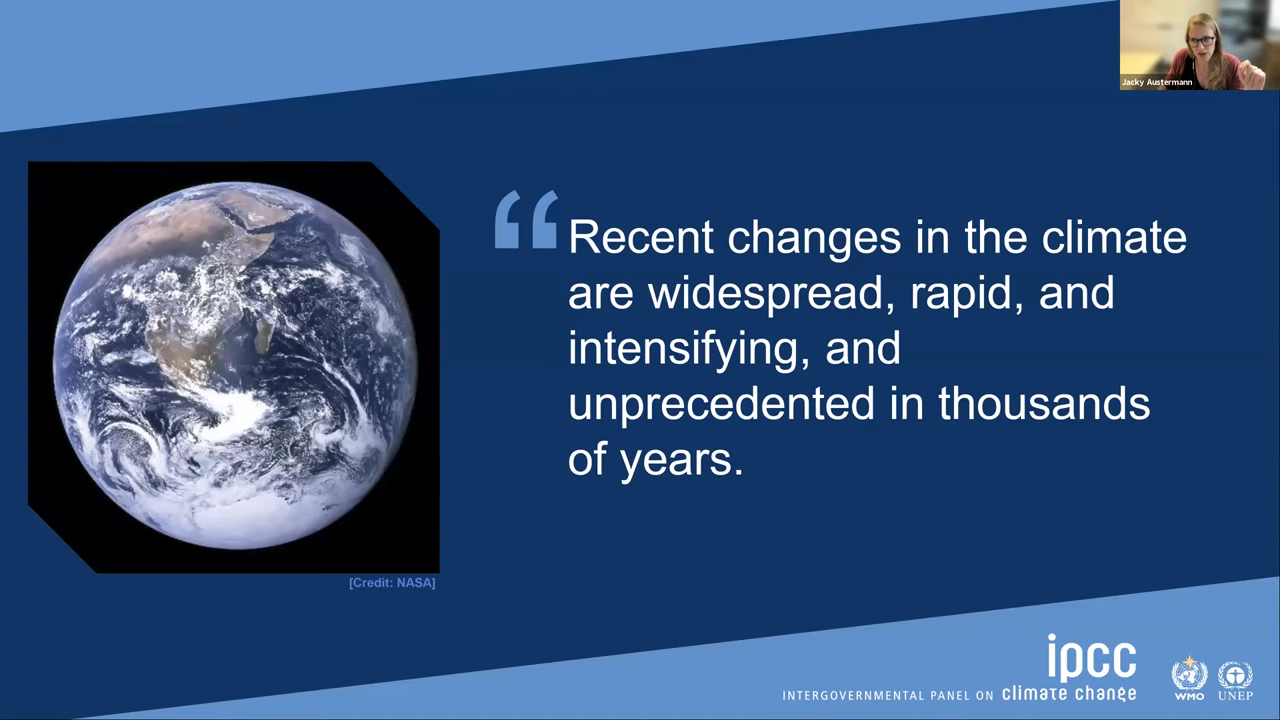 Jacky Austermann
“Recent changes in the climate
are widespread, rapid, and
intensifying, and
unprecedented in thousands
of years.
[Credit: NASA]
ipcc
INTERGOVERNMENTAL PANEL ON climate change
WMO
UNEP